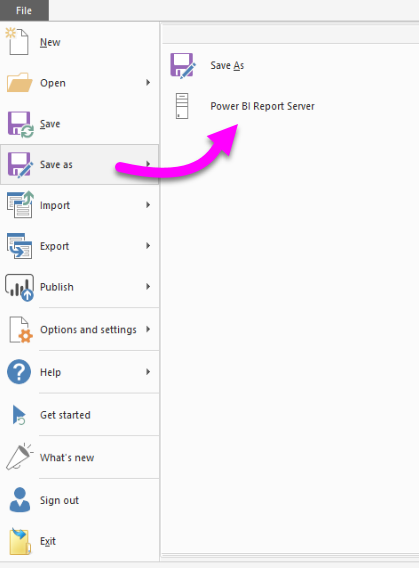 File
New
Open
Save
Save as
Import
Export
Publish
Options and settings
Help
Get started
What's new
Sign out
Exit
Save As
Power BI Report Server